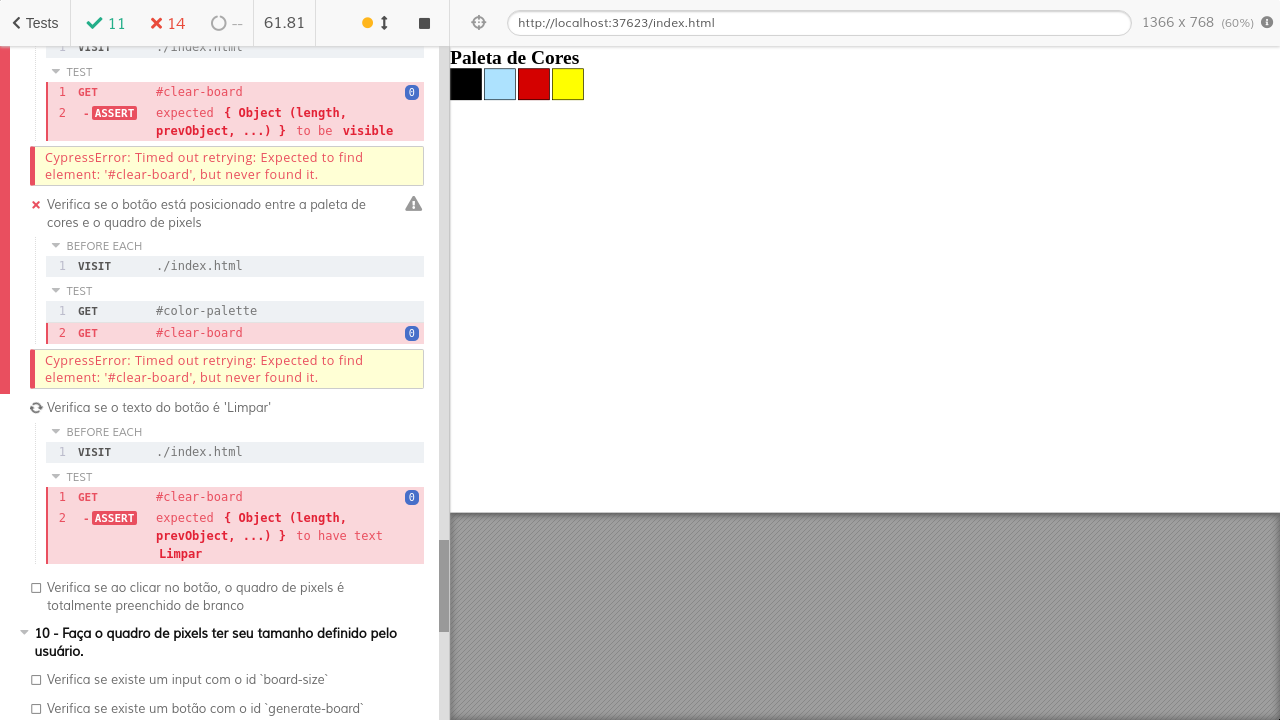 Tests 11 14 -- 61.81 http://localhost:37623/index.html 1366 x 768 (60%)
1 VISIT ./index.html
TEST
1 GET #clear-board 0
2 -ASSERT expected { Object (length,
prevObject, ...) } to be visible
CypressError: Timed out retrying: Expected to find
element: '#clear-board', but never found it.
Verifica se o botão está posicionado entre a paleta de
cores e o quadro de pixels
BEFORE EACH
1 VISIT ./index.html
TEST
1 GET #color-palette
2 GET #clear-board 0
CypressError: Timed out retrying: Expected to find
element: '#clear-board', but never found it.
Verifica se o texto do botão é 'Limpar'
BEFORE EACH
1 VISIT ./index.html
TEST
1 GET #clear-board 0
2 -ASSERT expected { Object (length,
prevObject, ...) } to have text
Limpar
Verifica se ao clicar no botão, o quadro de pixels é
totalmente preenchido de branco
10 - Faça o quadro de pixels ter seu tamanho definido pelo
usuário.
Verifica se existe um input com o id `board-size`
Verifica se existe um botão com o id `generate-board`
Paleta de Cores